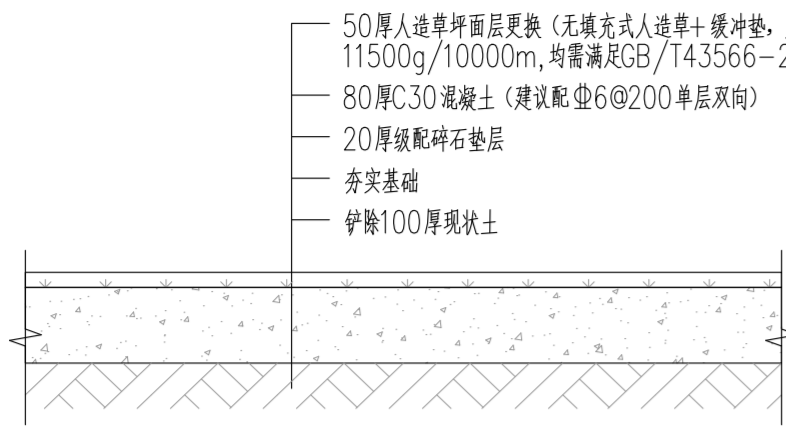 50厚人造草坪面层更换（无填充式人造草+缓冲垫，
11500g/10000m,均需满足GB/T43566-2
80厚C30混凝土（建议配Φ6@200单层双向）
20厚级配碎石垫层
夯实基础
铲除100厚现状土